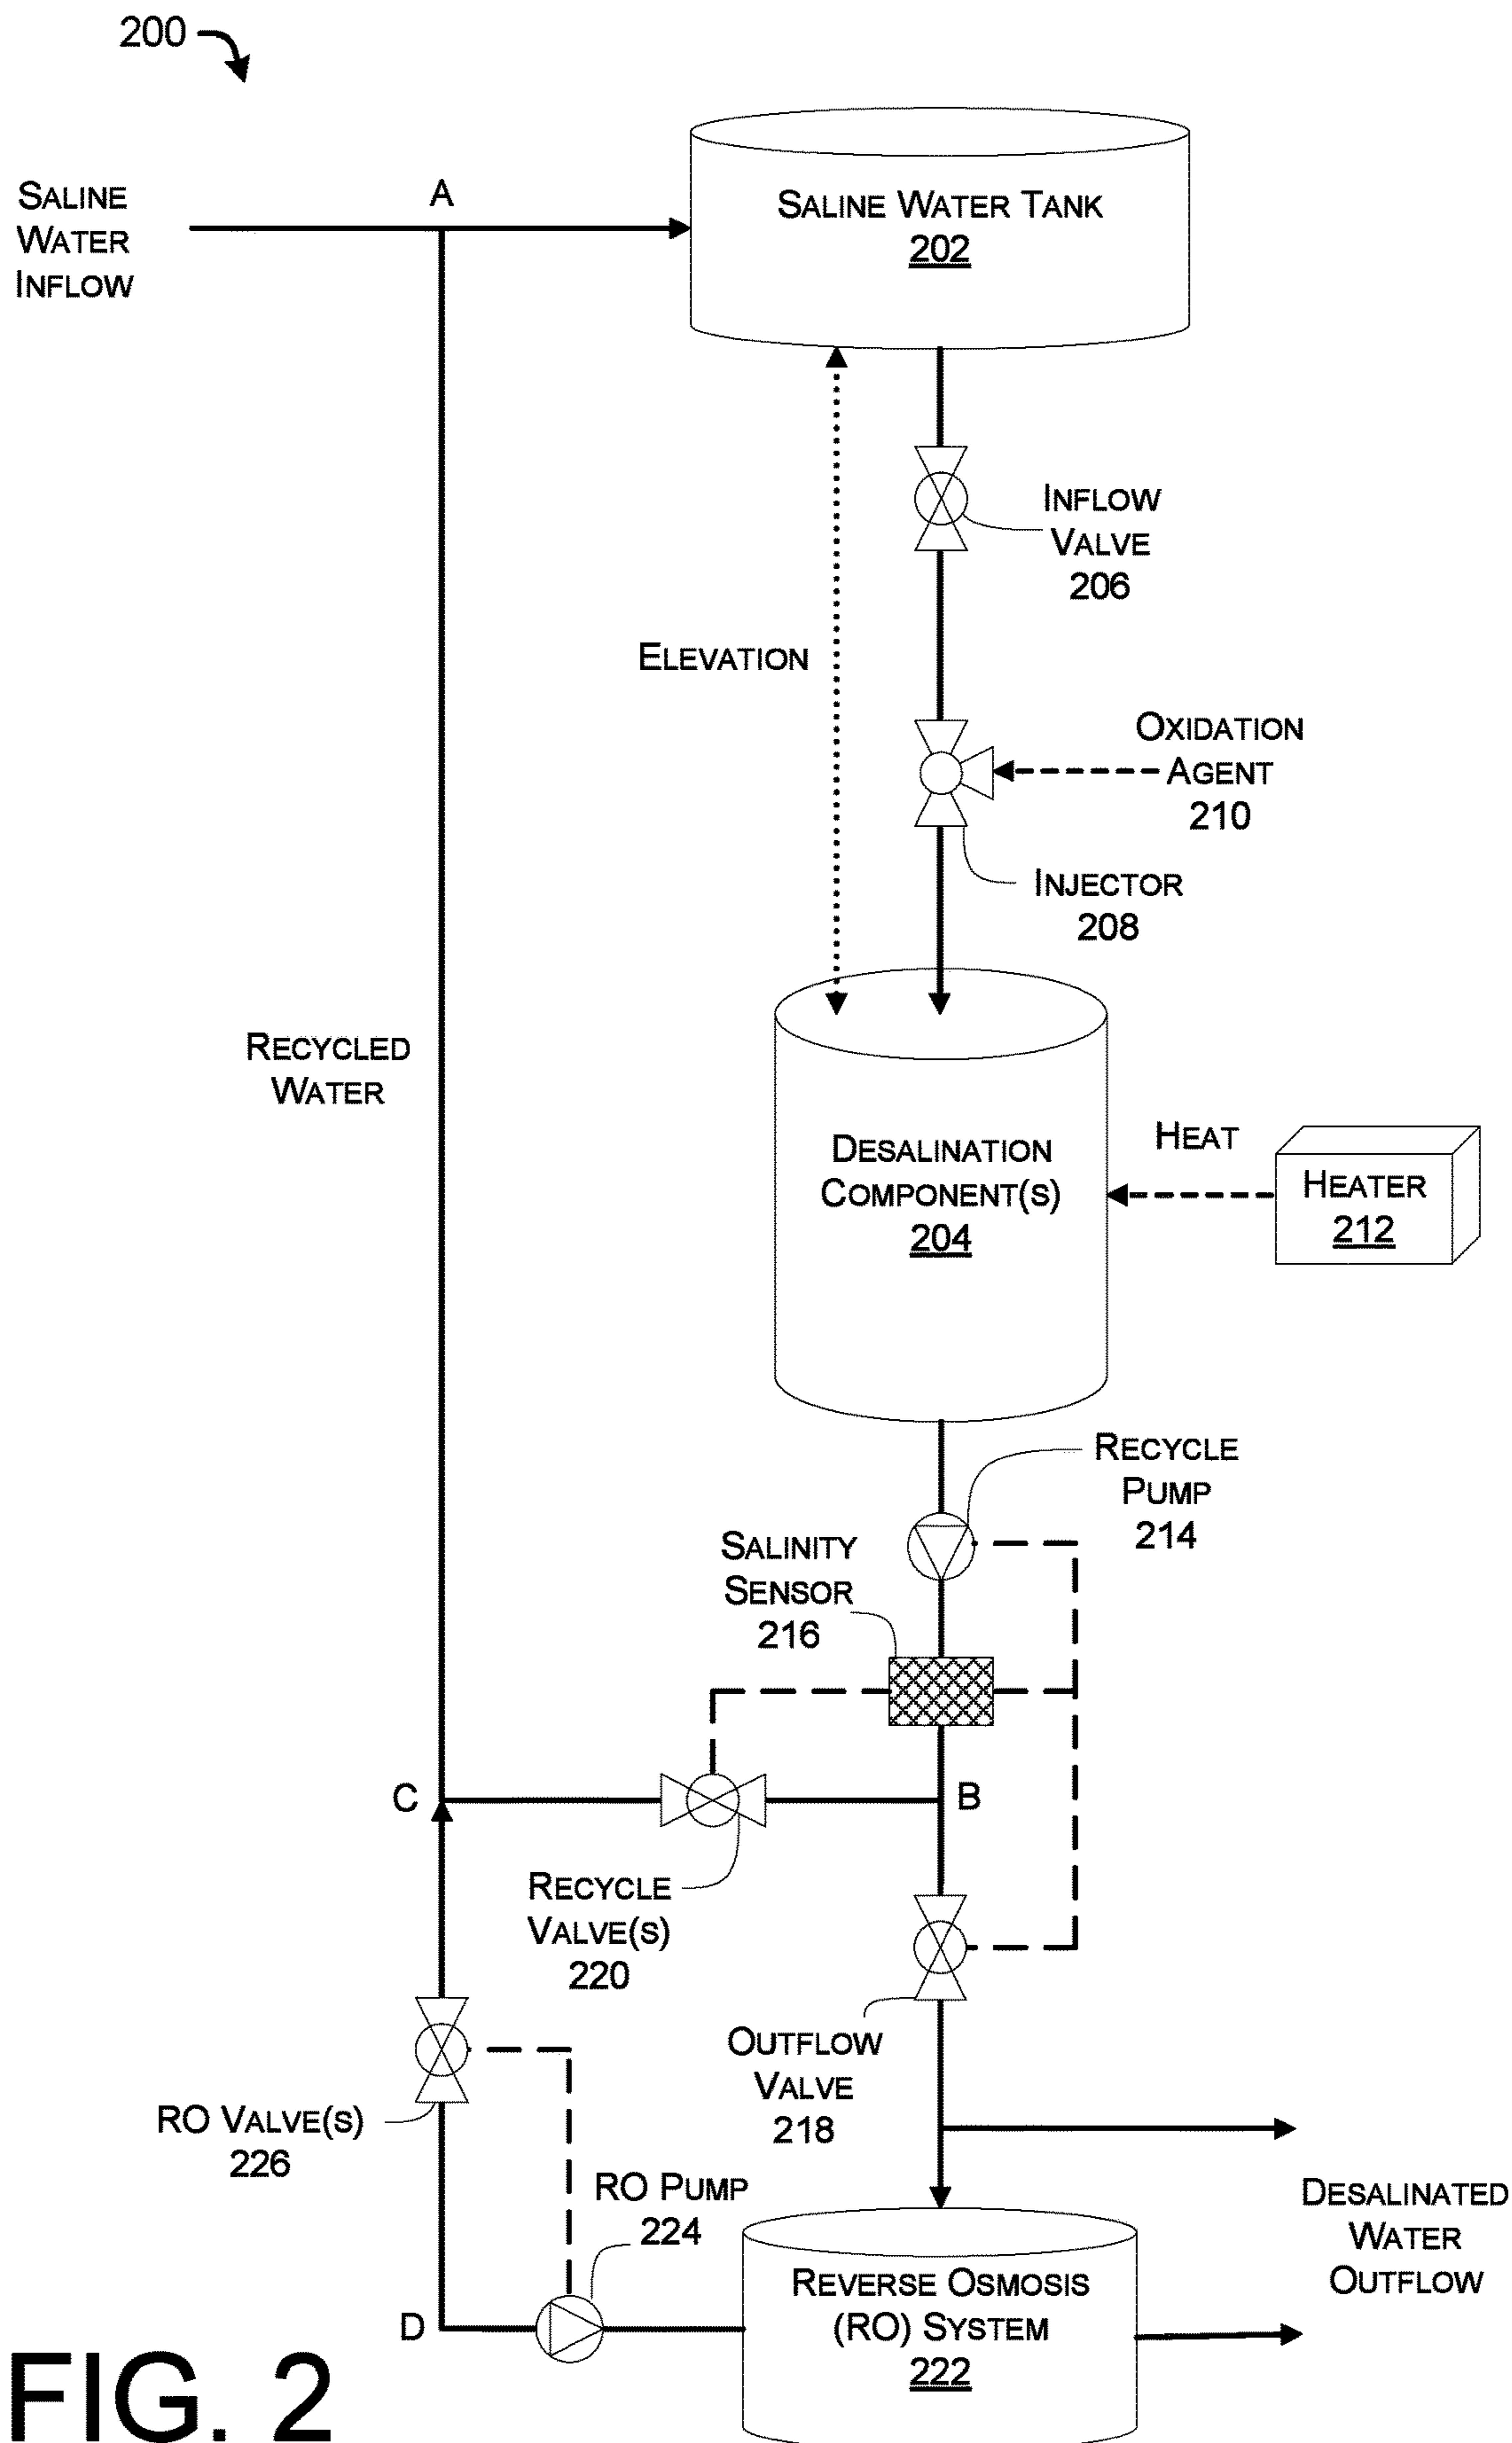 200
SALINE
WATER
INFLOW
A
SALINE WATER TANK
202
INFLOW
VALVE
206
ELEVATION
OXIDATION
AGENT
210
INJECTOR
208
RECYCLED
WATER
DESALINATION
COMPONENT(S)
204
HEAT
HEATER
212
RECYCLE
PUMP
214
SALINITY
SENSOR
216
C
B
RECYCLE
VALVE(S)
220
OUTFLOW
VALVE
218
RO VALVE(S)
226
RO PUMP
224
DESALINATED
WATER
OUTFLOW
D
REVERSE OSMOSIS
(RO) SYSTEM
222
FIG. 2